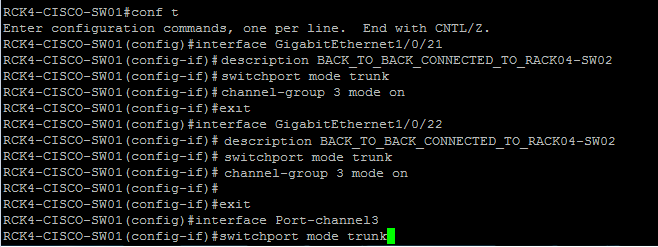 RCK4-CISCO-SW01#conf t
Enter configuration commands, one per line.  End with CNTL/Z.
RCK4-CISCO-SW01(config)#interface GigabitEthernet1/0/21
RCK4-CISCO-SW01(config-if)# description BACK_TO_BACK_CONNECTED_TO_RACK04-SW02
RCK4-CISCO-SW01(config-if)#switchport mode trunk
RCK4-CISCO-SW01(config-if)#channel-group 3 mode on
RCK4-CISCO-SW01(config-if)#exit
RCK4-CISCO-SW01(config)#interface GigabitEthernet1/0/22
RCK4-CISCO-SW01(config-if)# description BACK_TO_BACK_CONNECTED_TO_RACK04-SW02
RCK4-CISCO-SW01(config-if)# switchport mode trunk
RCK4-CISCO-SW01(config-if)# channel-group 3 mode on
RCK4-CISCO-SW01(config-if)#
RCK4-CISCO-SW01(config-if)#exit
RCK4-CISCO-SW01(config-if)#interface Port-channel3
RCK4-CISCO-SW01(config-if)#switchport mode trunk